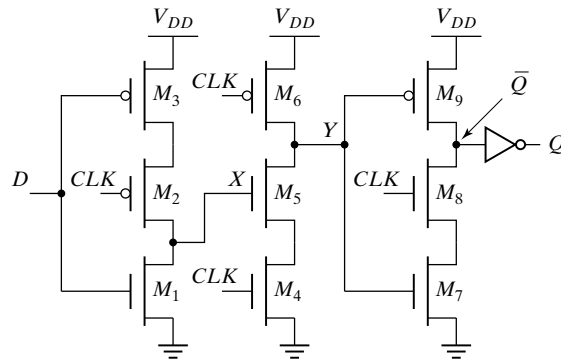 V_DD V_DD V_DD
CLK
M_3 M_6 M_9
Q̅
Y
D CLK X CLK Q
M_2 M_5 M_8
CLK
M_1 M_4 M_7